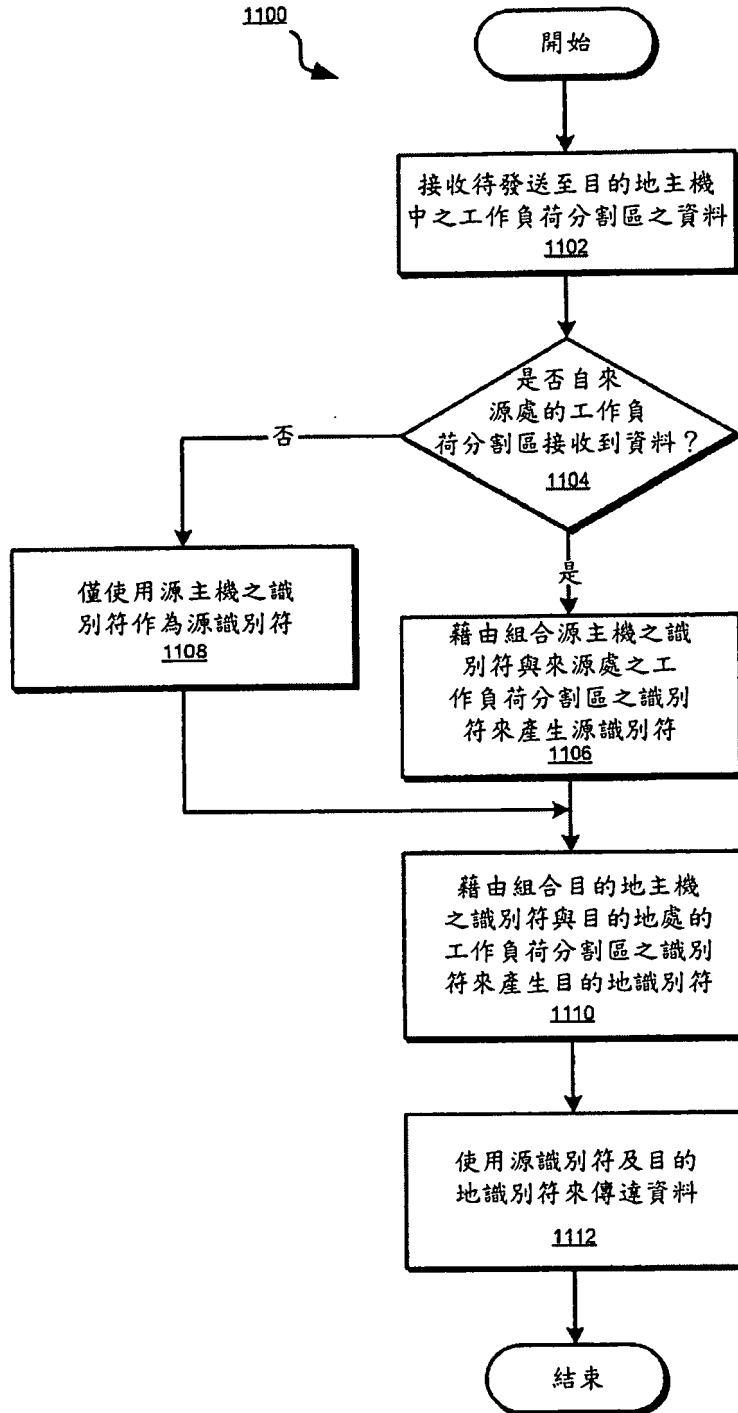 1100
開始
接收待發送至目的地主機
中之工作負荷分割區之資料
1102
是否自來
源處的工作負
荷分割區接收到資料？
1104
否
是
僅使用源主機之識
別符作為源識別符
1108
藉由組合源主機之識
別符與來源處之工
作負荷分割區之識別
符來產生源識別符
1106
藉由組合目的地主機
之識別符與目的地處的
工作負荷分割區之識別
符來產生目的地識別符
1110
使用源識別符及目的
地識別符來傳達資料
1112
結束